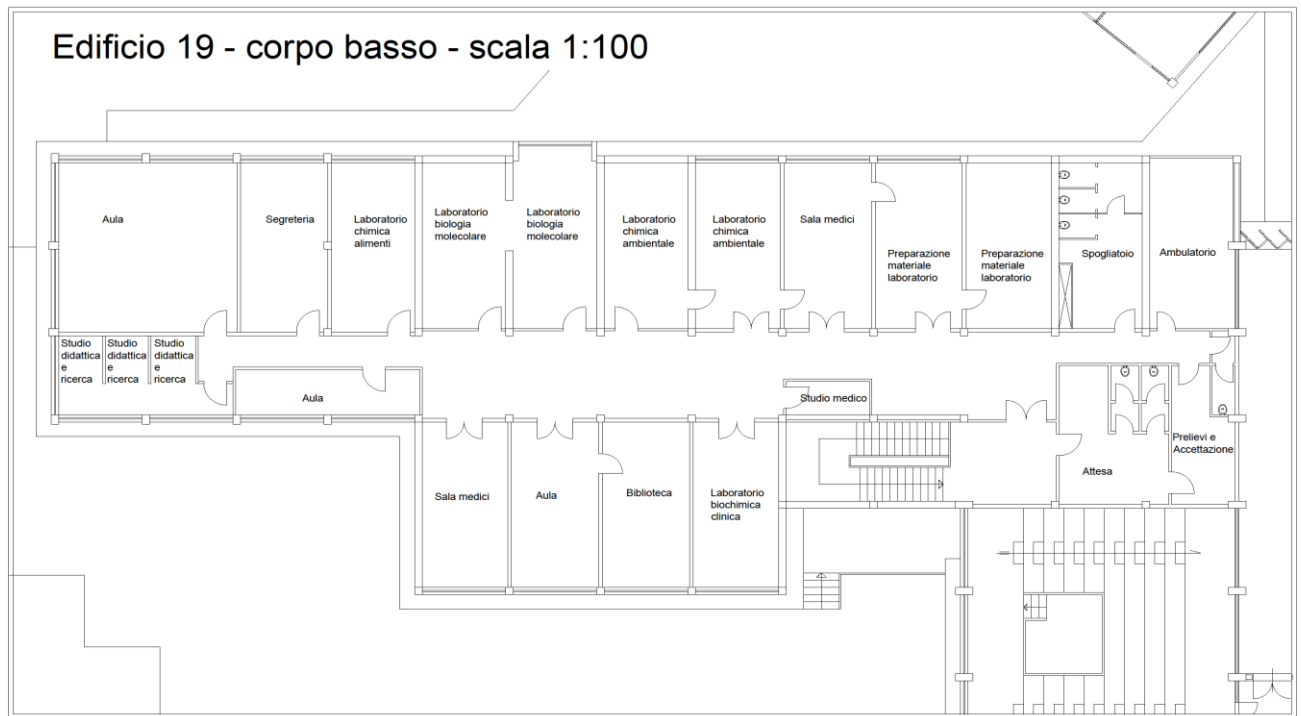 Edificio 19 - corpo basso - scala 1:100
Aula
Segreteria
Laboratorio
chimica
alimenti
Laboratorio
biologia
molecolare
Laboratorio
biologia
molecolare
Laboratorio
chimica
ambientale
Laboratorio
chimica
ambientale
Sala medici
Preparazione
materiale
laboratorio
Preparazione
materiale
laboratorio
Spogliatoio
Ambulatorio
Studio
didattica
e
ricerca
Studio
didattica
e
ricerca
Studio
didattica
e
ricerca
Aula
Studio medico
Sala medici
Aula
Biblioteca
Laboratorio
biochimica
clinica
Attesa
Prelievi e
Accettazione